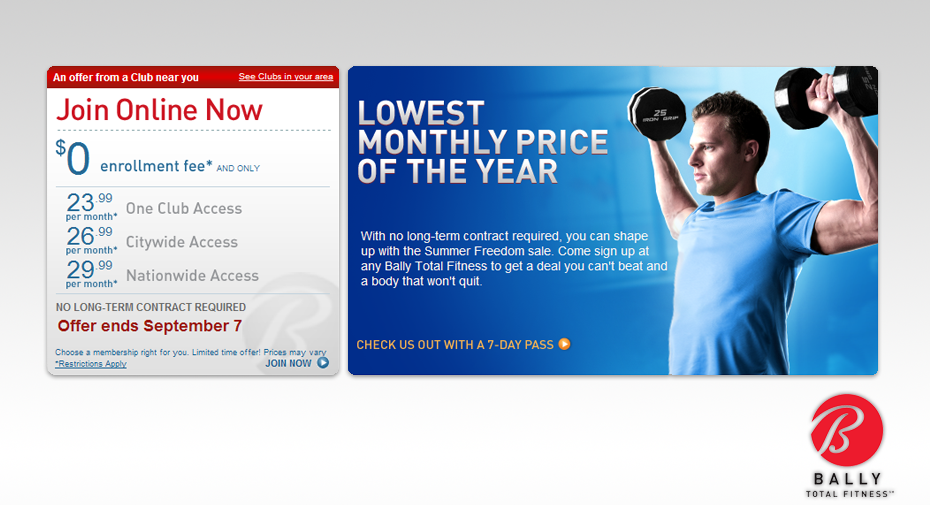 An offer from a Club near you
See Clubs in your area
Join Online Now
$0 enrollment fee* AND ONLY
23.99 per month* One Club Access
26.99 per month* Citywide Access
29.99 per month* Nationwide Access
NO LONG-TERM CONTRACT REQUIRED
Offer ends September 7
Choose a membership right for you. Limited time offer! Prices may vary
*Restrictions Apply
JOIN NOW
LOWEST
MONTHLY PRICE
OF THE YEAR
With no long-term contract required, you can shape
up with the Summer Freedom sale. Come sign up at
any Bally Total Fitness to get a deal you can't beat and
a body that won't quit.
CHECK US OUT WITH A 7-DAY PASS
25
IRON GRIP
B
BALLY
TOTAL FITNESS